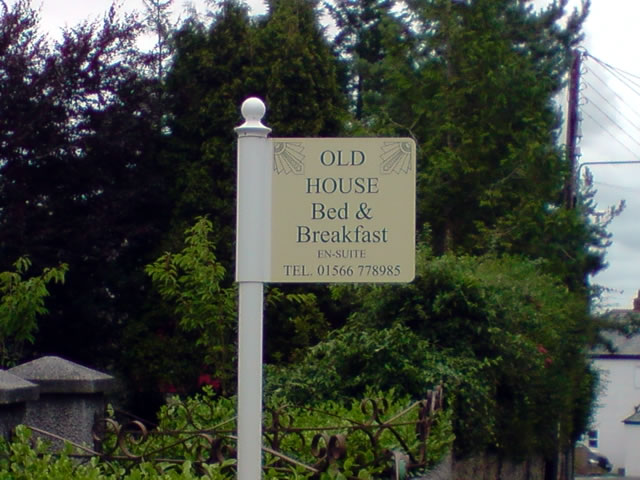 OLD
HOUSE
Bed &
Breakfast
EN-SUITE
TEL. 01566 778985